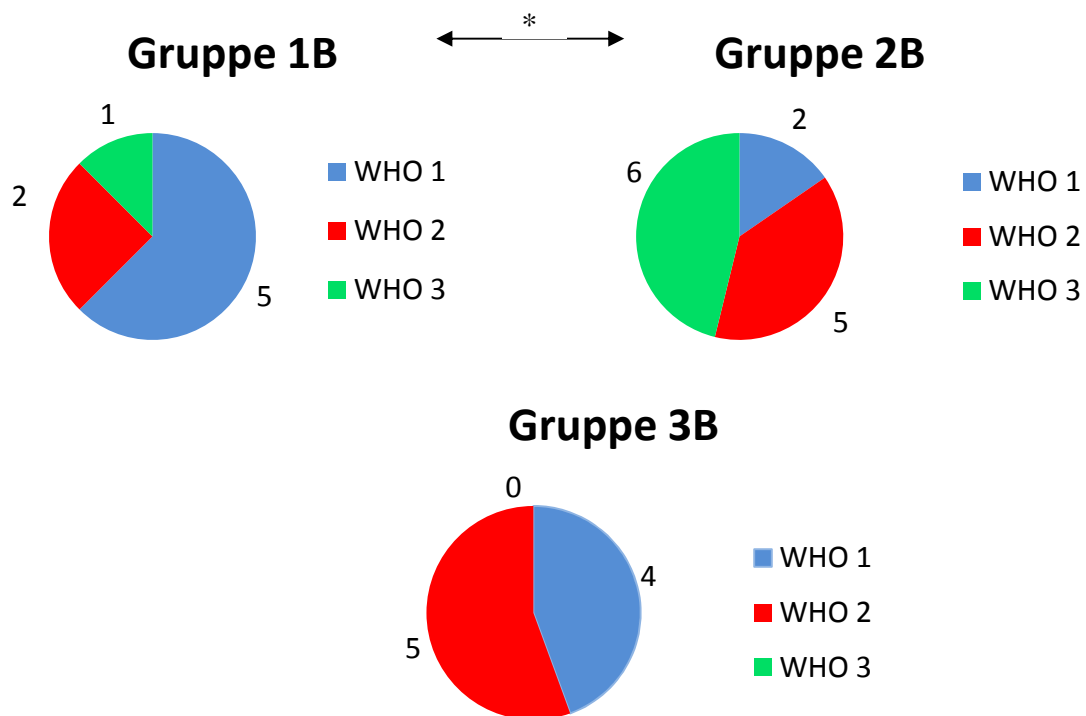 *
Gruppe 1B
Gruppe 2B
1
2
5
WHO 1
WHO 2
WHO 3
2
6
5
WHO 1
WHO 2
WHO 3
Gruppe 3B
0
4
5
WHO 1
WHO 2
WHO 3